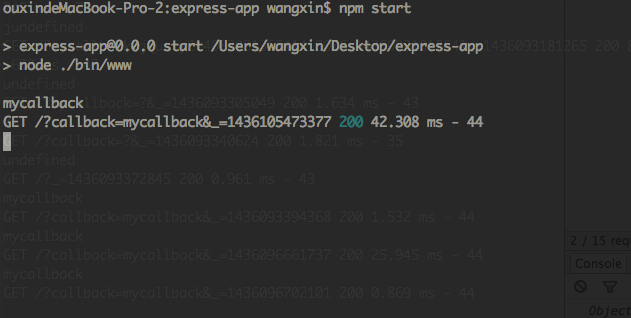 ouxindeMacBook-Pro-2:express-app wangxin$ npm start
jundefined
> express-app@0.0.0 start /Users/wangxin/Desktop/express-app
1436093181265 200
> node ./bin/www
undefined
mycallback
callback=?&_=1436093305049 200 1.634 ms - 43
GET /?callback=mycallback&_=1436105473377 200 42.308 ms - 44
GET /?callback=?&_=1436093340624 200 1.821 ms - 35
undefined
GET /?_=1436093372845 200 0.961 ms - 43
mycallback
GET /?callback=mycallback&_=1436093394368 200 1.532 ms - 44
mycallback
2 / 15 req
GET /?callback=mycallback&_=1436096661737 200 25.945 ms - 44
Console
mycallback
GET /?callback=mycallback&_=1436096702101 200 0.869 ms - 44
Object